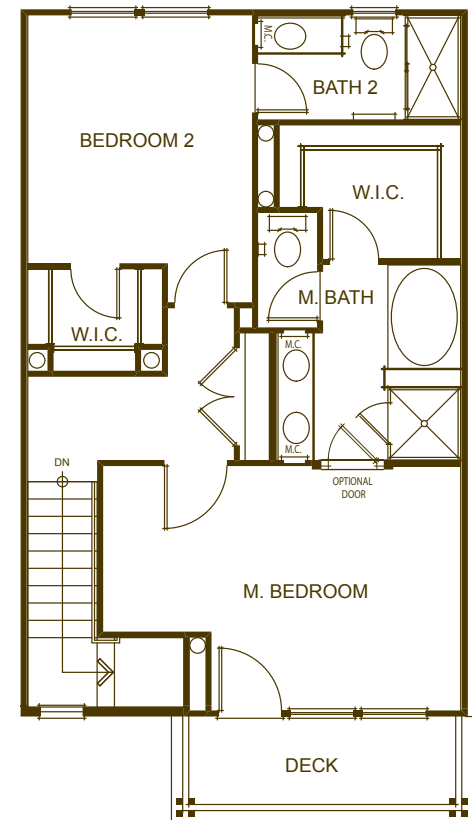 M.C.
BATH 2
BEDROOM 2
W.I.C.
M. BATH
W.I.C.
M.C.
M.C.
DN
OPTIONAL
DOOR
M. BEDROOM
DECK